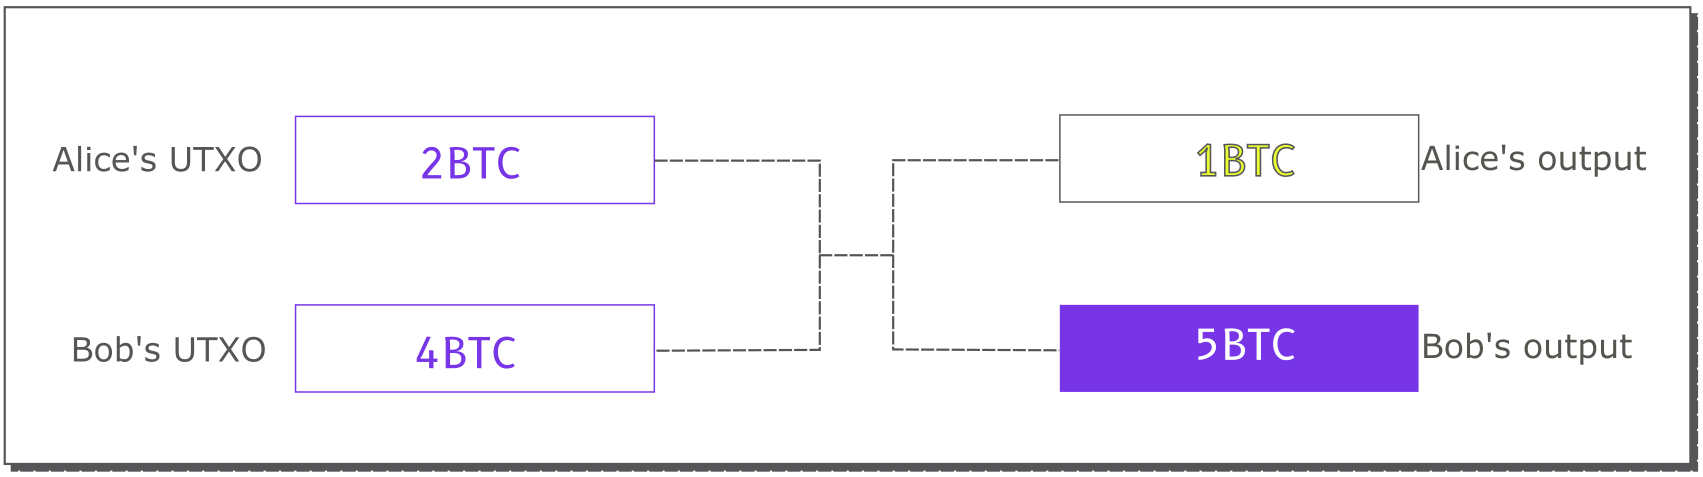 Alice's UTXO
2BTC
1BTC
Alice's output
Bob's UTXO
4BTC
5BTC
Bob's output